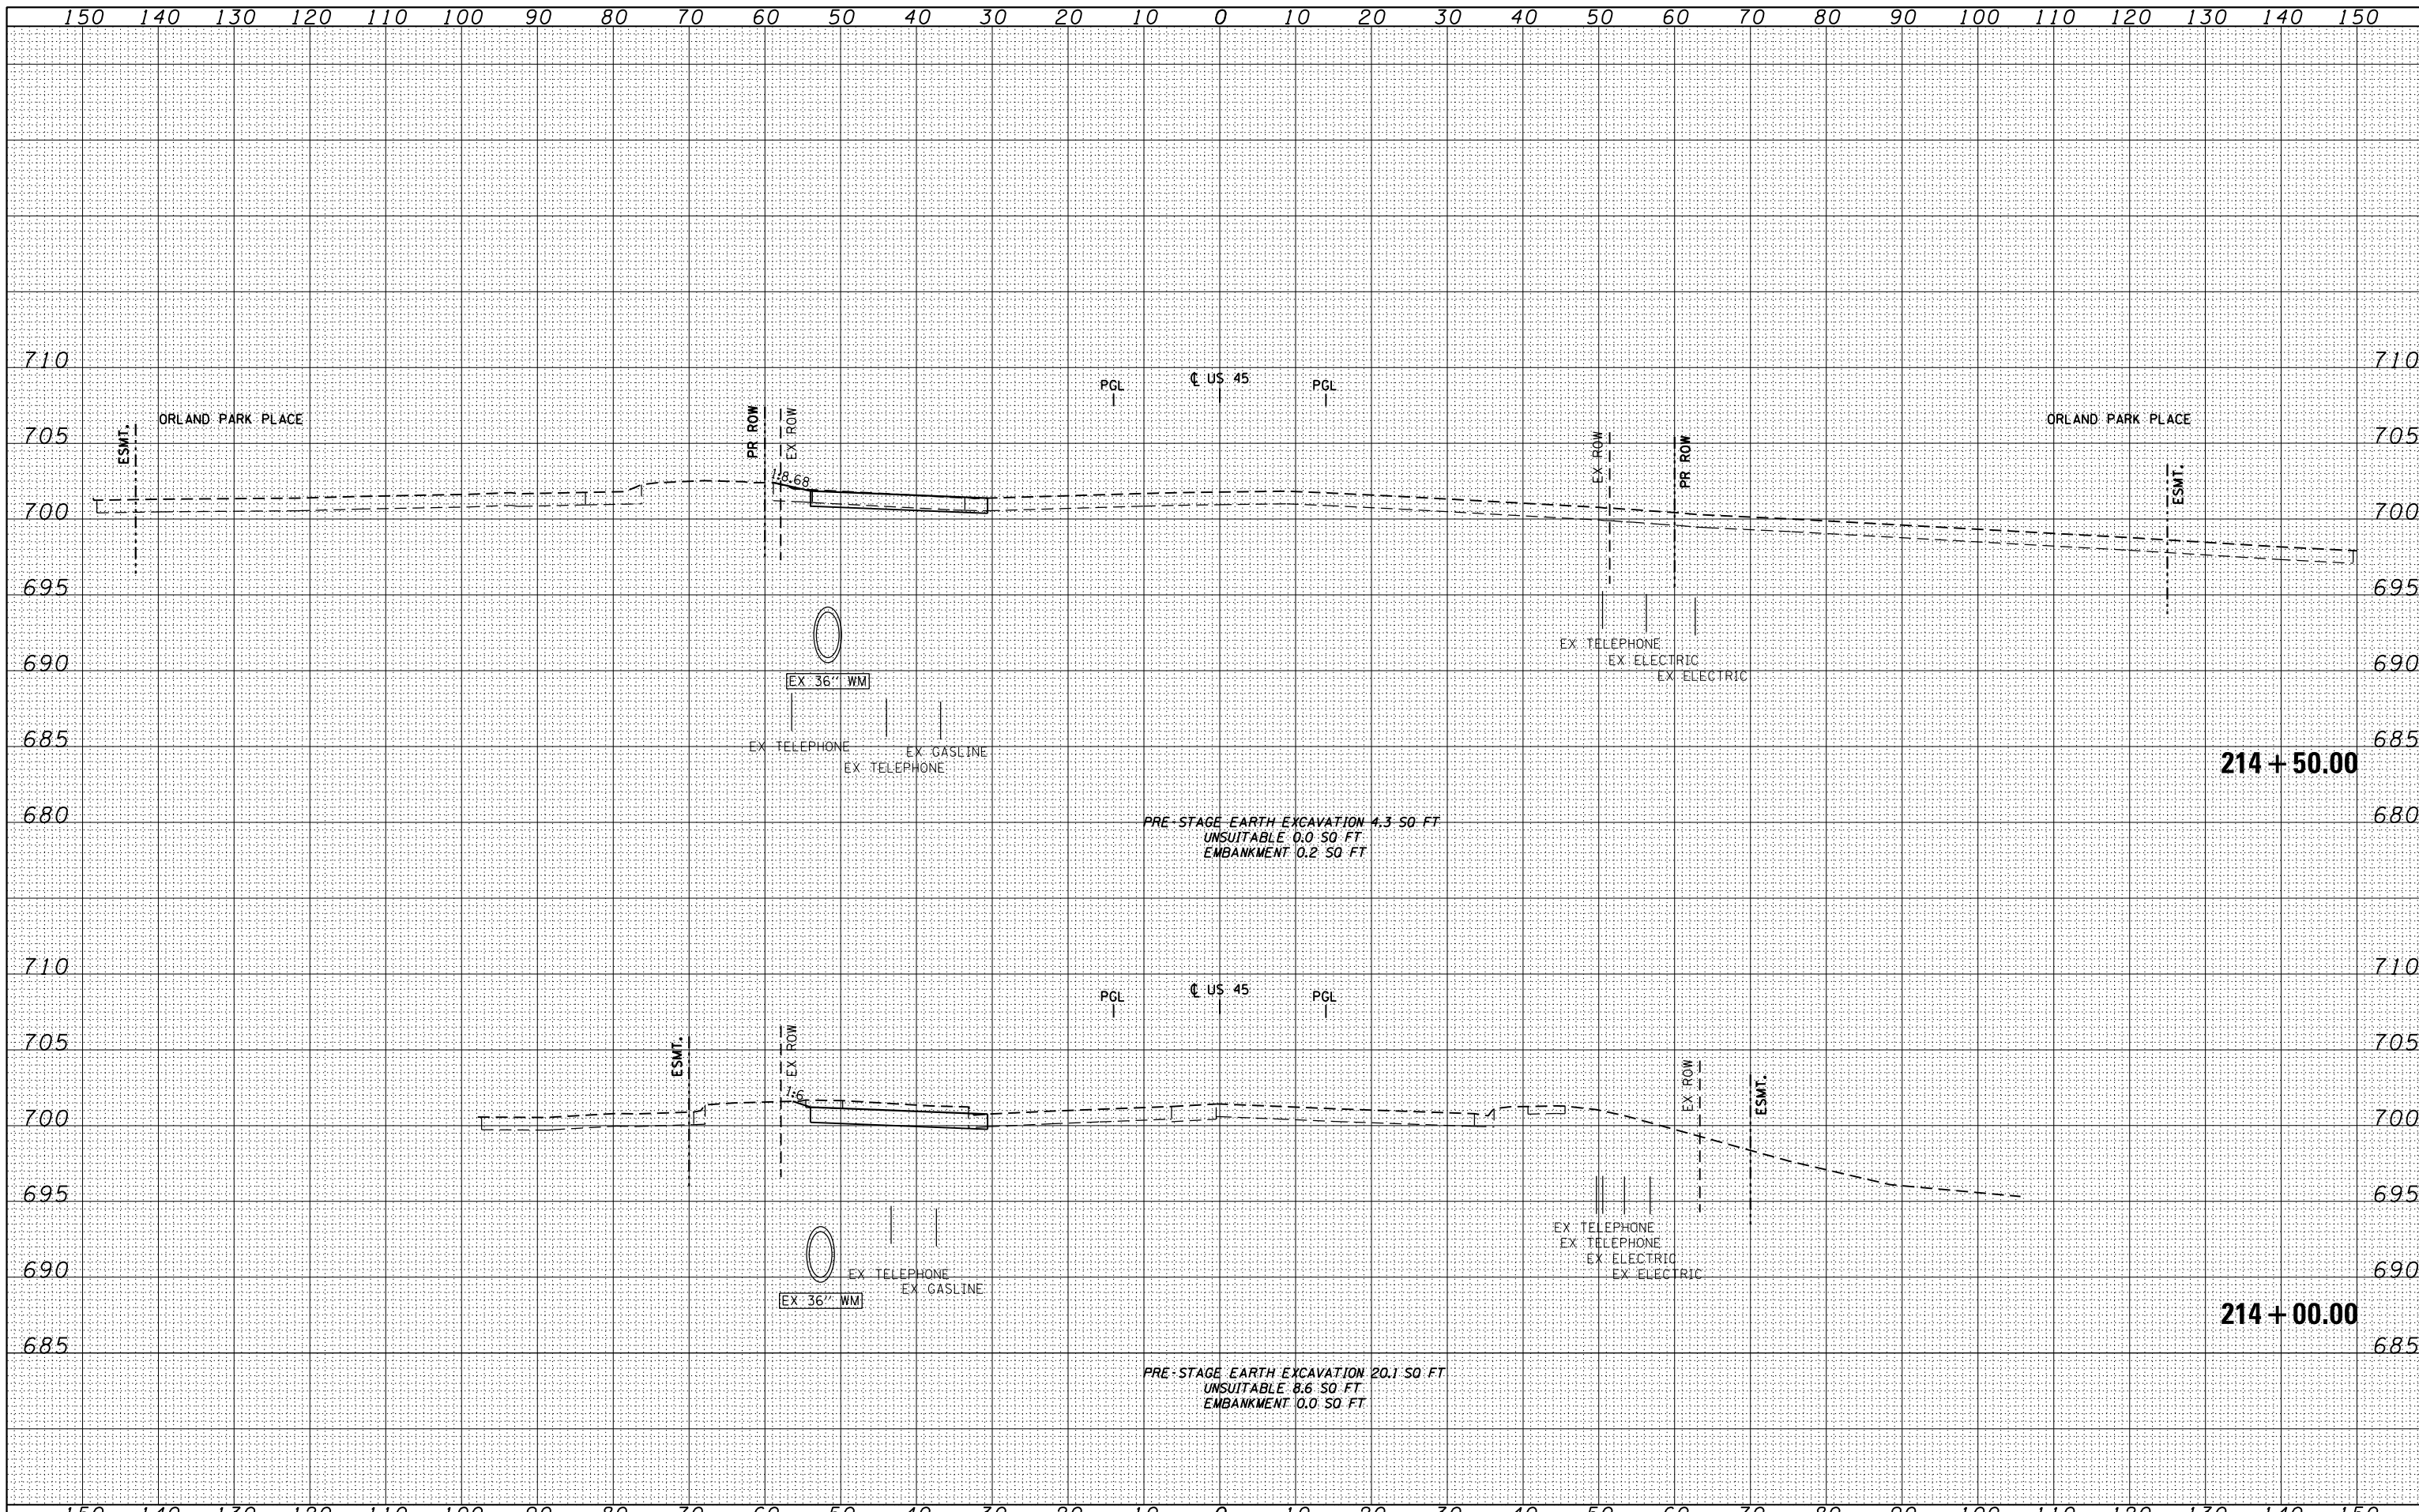 150 140 130 120 110 100 90 80 70 60 50 40 30 20 10 0 10 20 30 40 50 60 70 80 90 100 110 120 130 140 150
710 710
PGL ℄ US 45 PGL
ORLAND PARK PLACE ORLAND PARK PLACE
705 705
ESMT. PR ROW EX ROW EX ROW PR ROW ESMT.
1:8.68
700 700
695 695
EX TELEPHONE
EX ELECTRIC
690 690
EX ELECTRIC
EX 36" WM
685 685
EX TELEPHONE EX GASLINE
EX TELEPHONE
214 + 50.00
680 680
PRE-STAGE EARTH EXCAVATION 4.3 SQ FT
UNSUITABLE 0.0 SQ FT
EMBANKMENT 0.2 SQ FT
710 710
PGL ℄ US 45 PGL
705 705
ESMT. EX ROW EX ROW ESMT.
1:6
700 700
695 695
EX TELEPHONE
EX TELEPHONE
EX ELECTRIC
690 690
EX TELEPHONE EX ELECTRIC
EX GASLINE
EX 36" WM
214 + 00.00
685 685
PRE-STAGE EARTH EXCAVATION 20.1 SQ FT
UNSUITABLE 8.6 SQ FT
EMBANKMENT 0.0 SQ FT
150 140 130 120 110 100 90 80 70 60 50 40 30 20 10 0 10 20 30 40 50 60 70 80 90 100 110 120 130 140 150